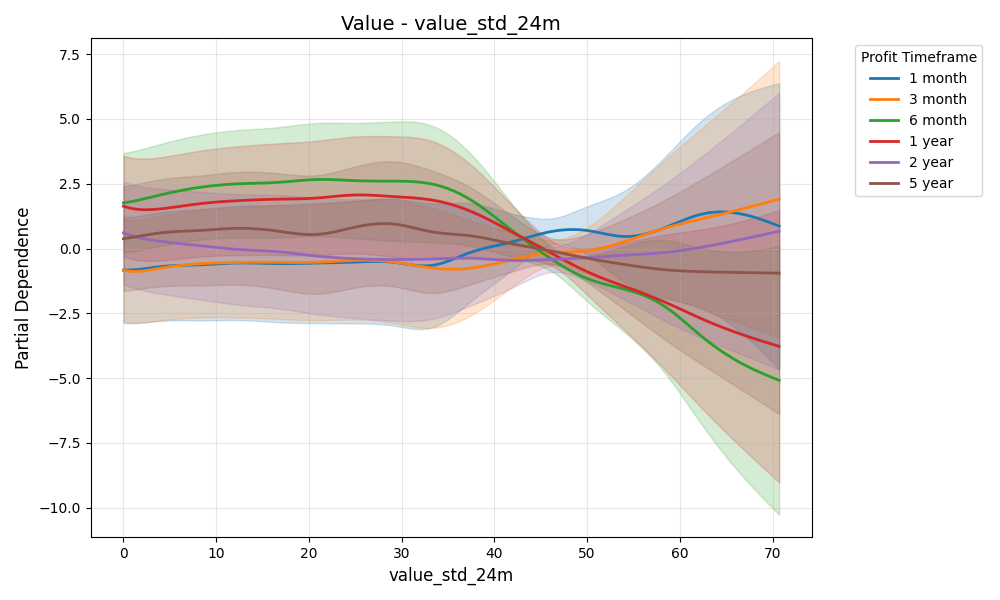 Value - value_std_24m
Profit Timeframe
1 month
3 month
6 month
1 year
2 year
5 year
7.5
5.0
2.5
0.0
−2.5
−5.0
−7.5
−10.0
Partial Dependence
0 10 20 30 40 50 60 70
value_std_24m